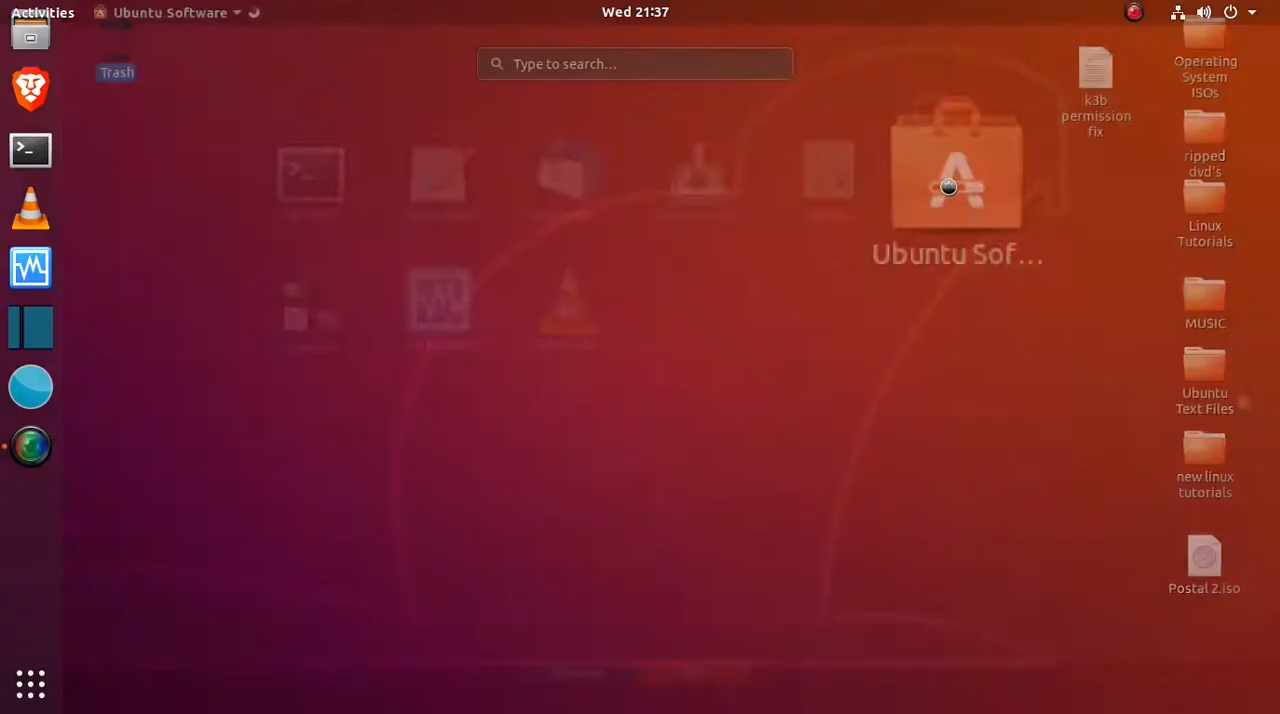 Activities
Ubuntu Software
Wed 21:37
Trash
Type to search...
Ubuntu Sof...
k3b
permission
fix
Operating
System
ISOs
ripped
dvd's
Linux
Tutorials
MUSIC
Ubuntu
Text Files
new linux
tutorials
Postal 2.iso